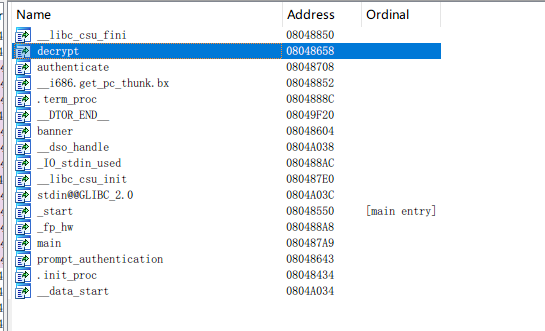 Name Address Ordinal
__libc_csu_fini 08048850
decrypt 08048658
authenticate 08048708
__i686.get_pc_thunk.bx 08048852
.term_proc 0804888C
__DTOR_END__ 08049F20
banner 08048604
__dso_handle 0804A038
_IO_stdin_used 080488AC
__libc_csu_init 080487E0
stdin@@GLIBC_2.0 0804A03C
_start 08048550 [main entry]
_fp_hw 080488A8
main 080487A9
prompt_authentication 08048643
.init_proc 08048434
__data_start 0804A034